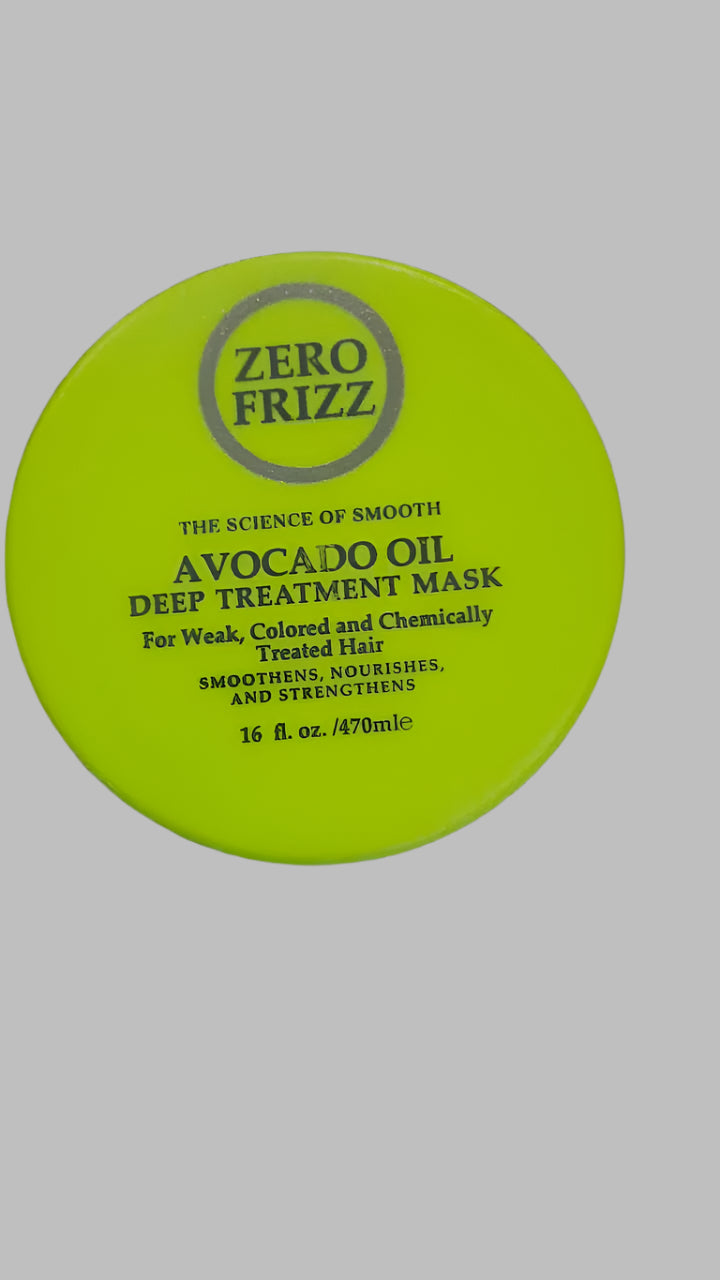 ZERO
FRIZZ
THE SCIENCE OF SMOOTH
AVOCADO OIL
DEEP TREATMENT MASK
For Weak, Colored and Chemically
Treated Hair
SMOOTHENS, NOURISHES,
AND STRENGTHENS
16 fl. oz. /470mle